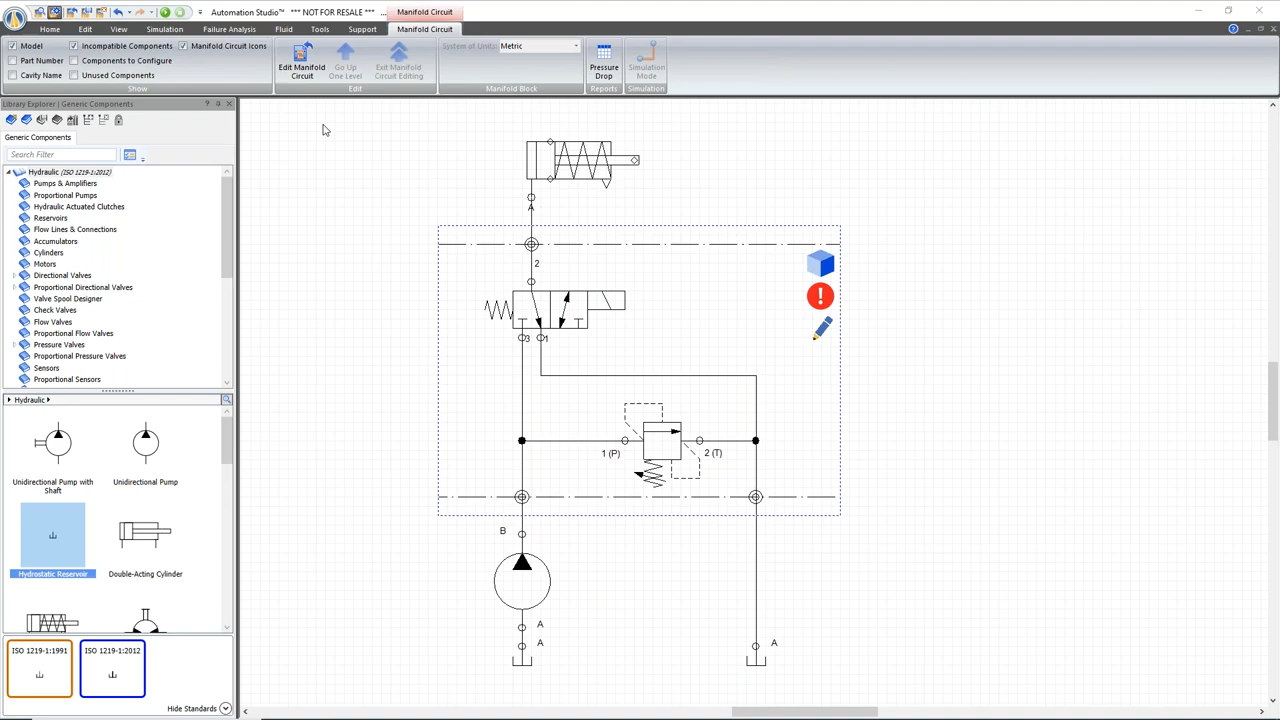 Automation Studio™ *** NOT FOR RESALE *** ...
Manifold Circuit
Home Edit View Simulation Failure Analysis Fluid Tools Support Manifold Circuit
Model Incompatible Components Manifold Circuit Icons
Part Number Components to Configure
Cavity Name Unused Components
Show
Edit Manifold Circuit
Go Up One Level
Exit Manifold Circuit Editing
Edit
System of Units: Metric
Manifold Block
Pressure Drop
Reports
Simulation Mode
Simulation
Library Explorer | Generic Components
Generic Components
Search Filter
Hydraulic (ISO 1219-1:2012)
Pumps & Amplifiers
Proportional Pumps
Hydraulic Actuated Clutches
Reservoirs
Flow Lines & Connections
Accumulators
Cylinders
Motors
Directional Valves
Proportional Directional Valves
Valve Spool Designer
Check Valves
Flow Valves
Proportional Flow Valves
Pressure Valves
Proportional Pressure Valves
Sensors
Proportional Sensors
Hydraulic
Unidirectional Pump with Shaft
Unidirectional Pump
Hydrostatic Reservoir
Double-Acting Cylinder
ISO 1219-1:1991
ISO 1219-1:2012
Hide Standards
A
2
3 1
1 (P) 2 (T)
B
A
A
A